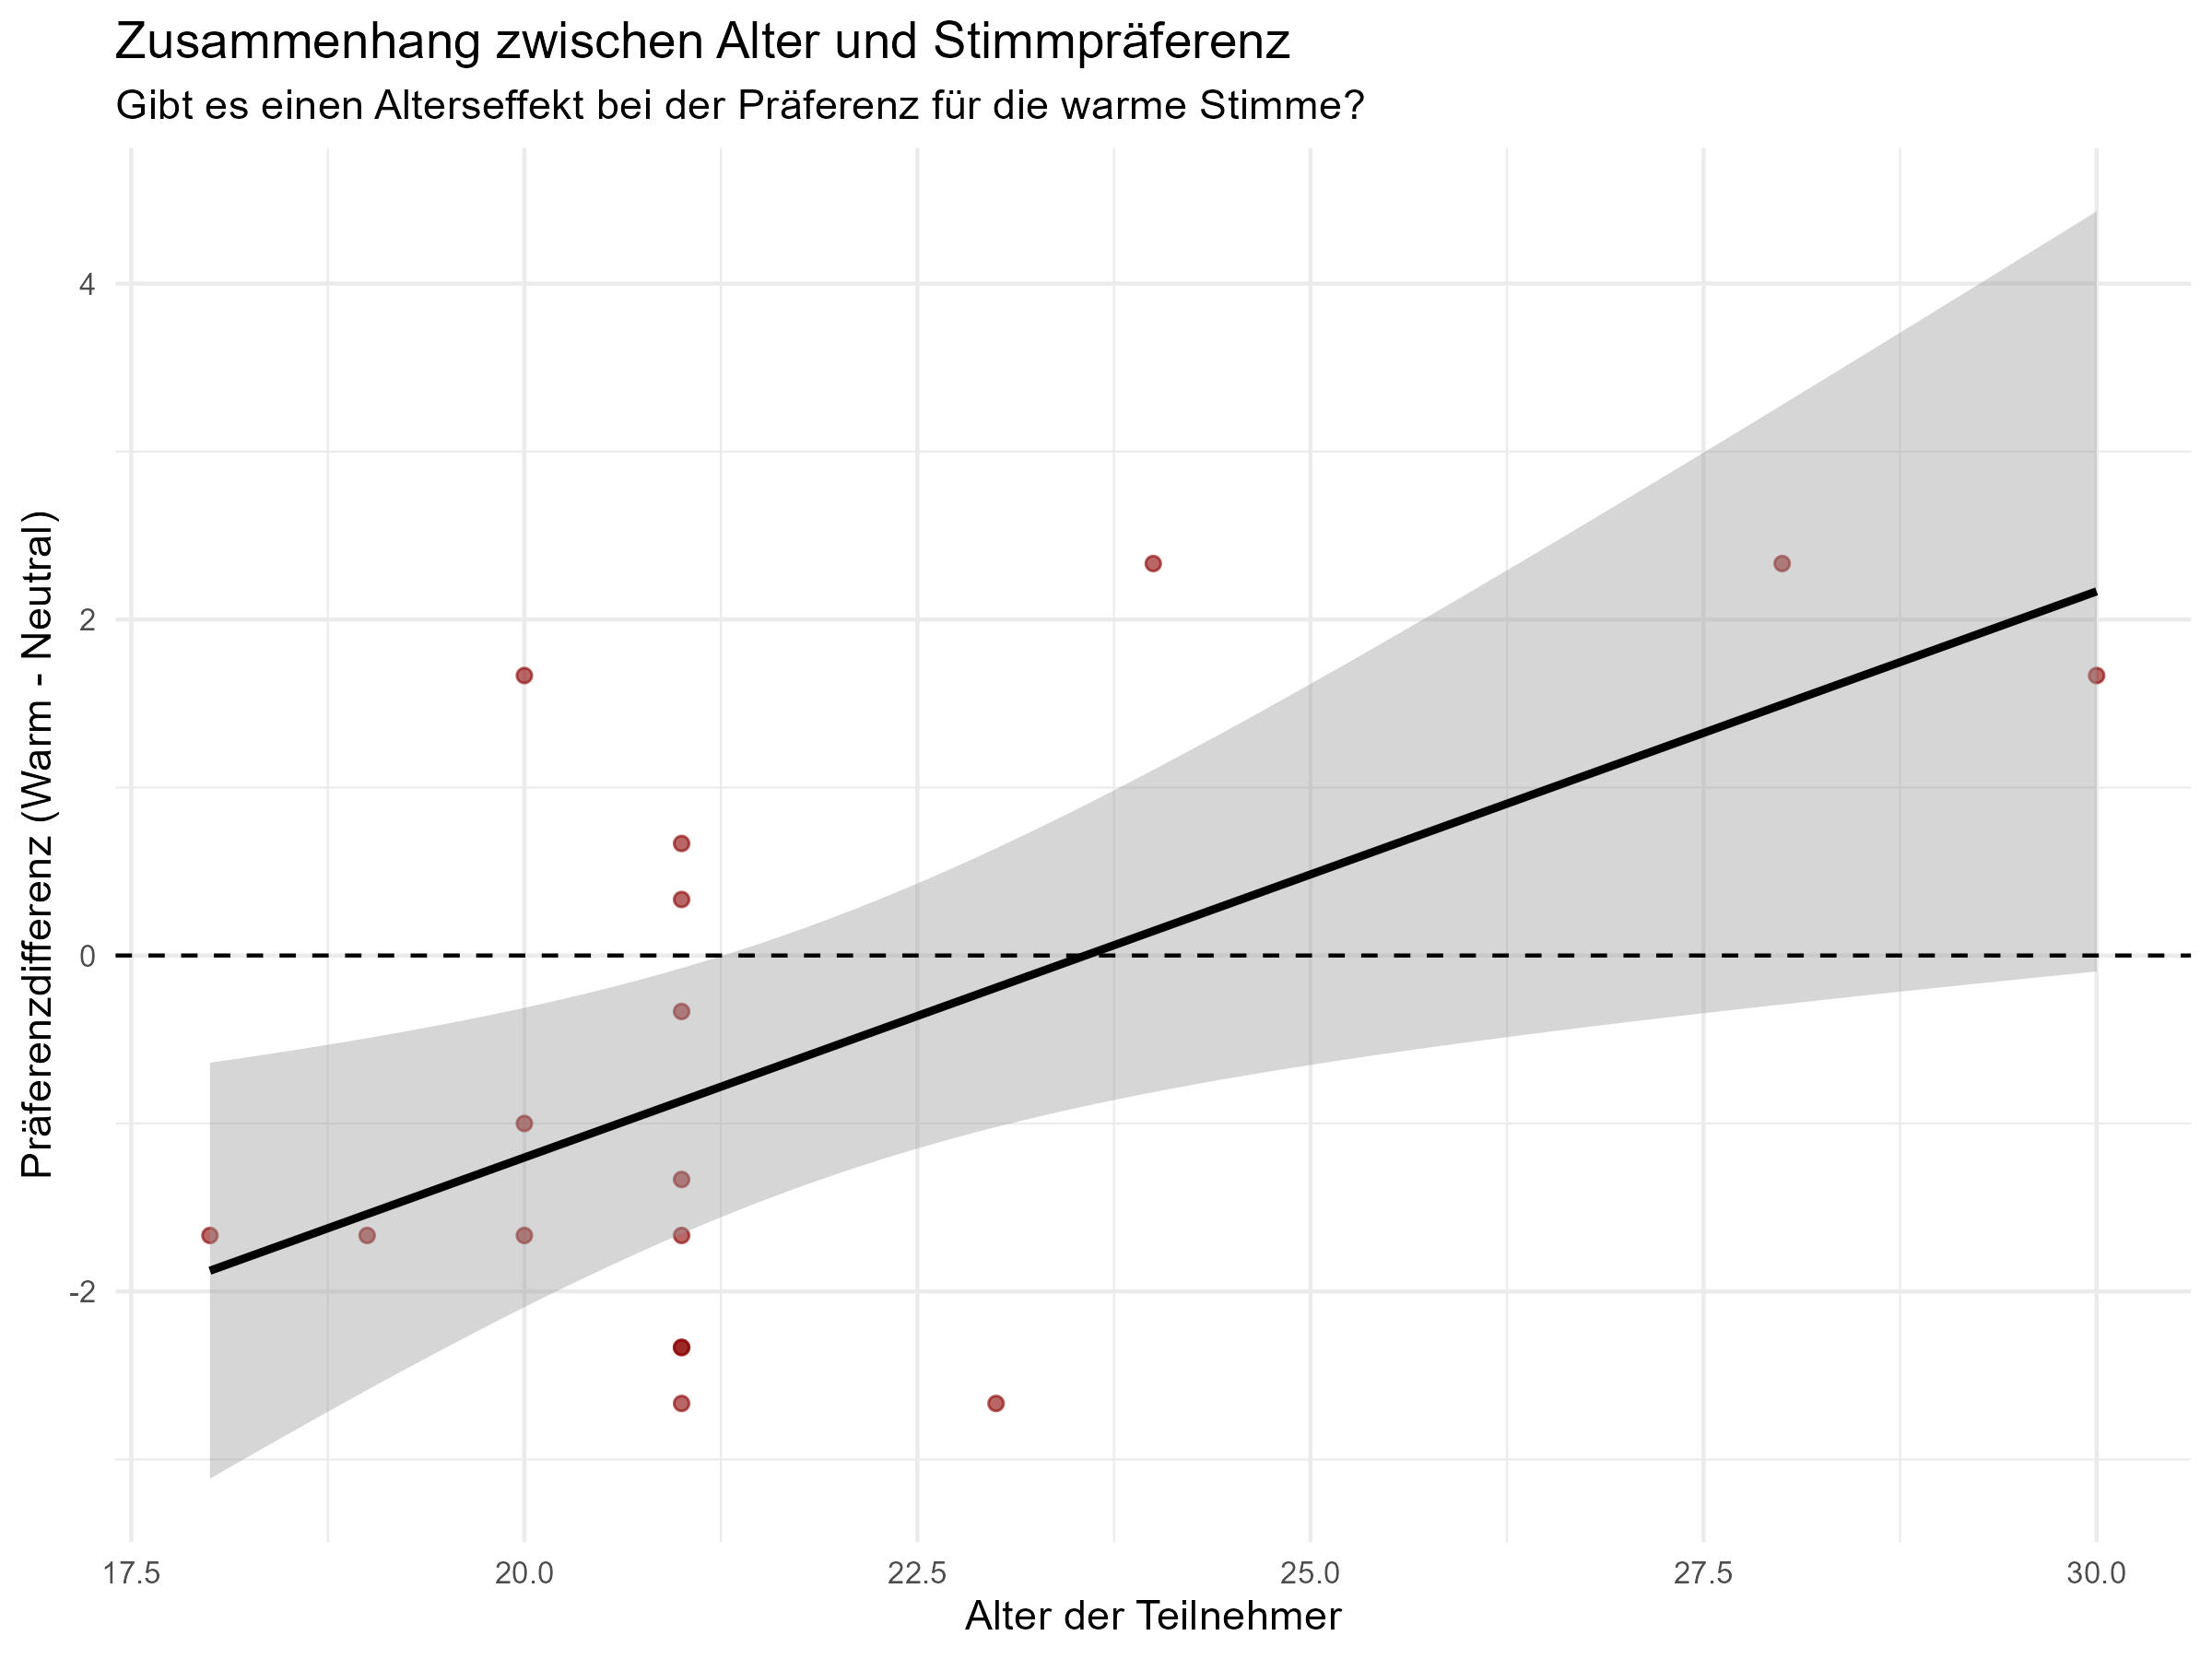 Zusammenhang zwischen Alter und Stimmpräferenz
Gibt es einen Alterseffekt bei der Präferenz für die warme Stimme?
Präferenzdifferenz (Warm - Neutral)
4
2
0
-2
17.5 20.0 22.5 25.0 27.5 30.0
Alter der Teilnehmer